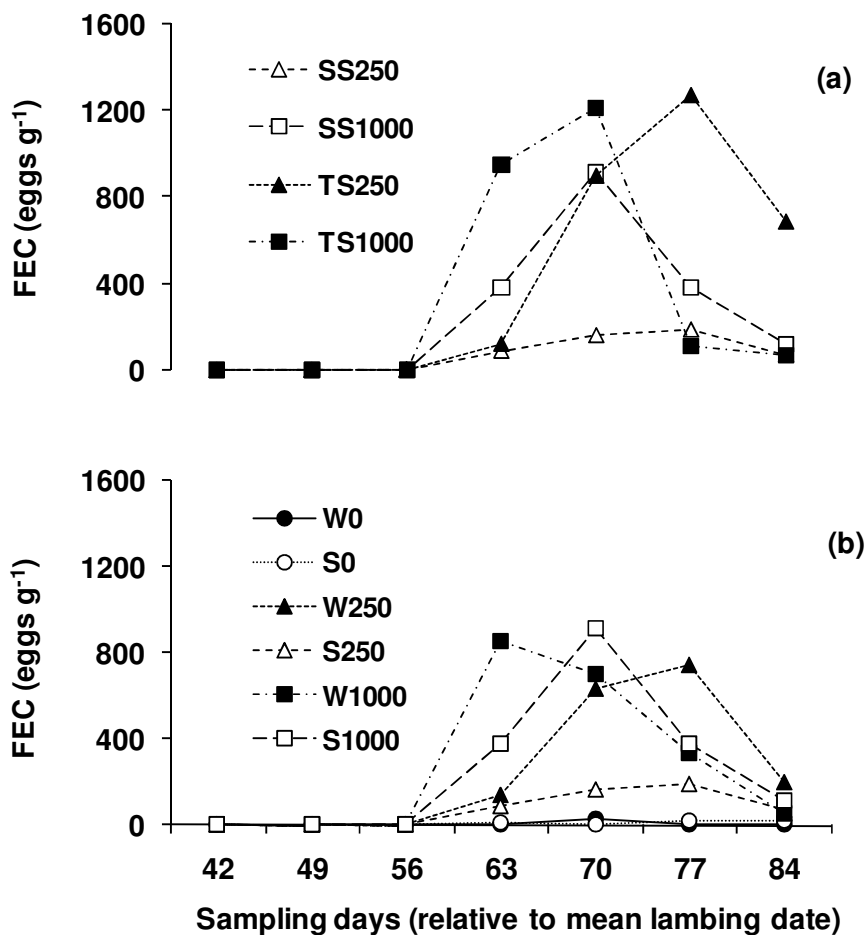 1600
1200
800
400
0
FEC (eggs g-1)
SS250
SS1000
TS250
TS1000
(a)
1600
1200
800
400
0
FEC (eggs g-1)
W0
S0
W250
S250
W1000
S1000
(b)
42 49 56 63 70 77 84
Sampling days (relative to mean lambing date)